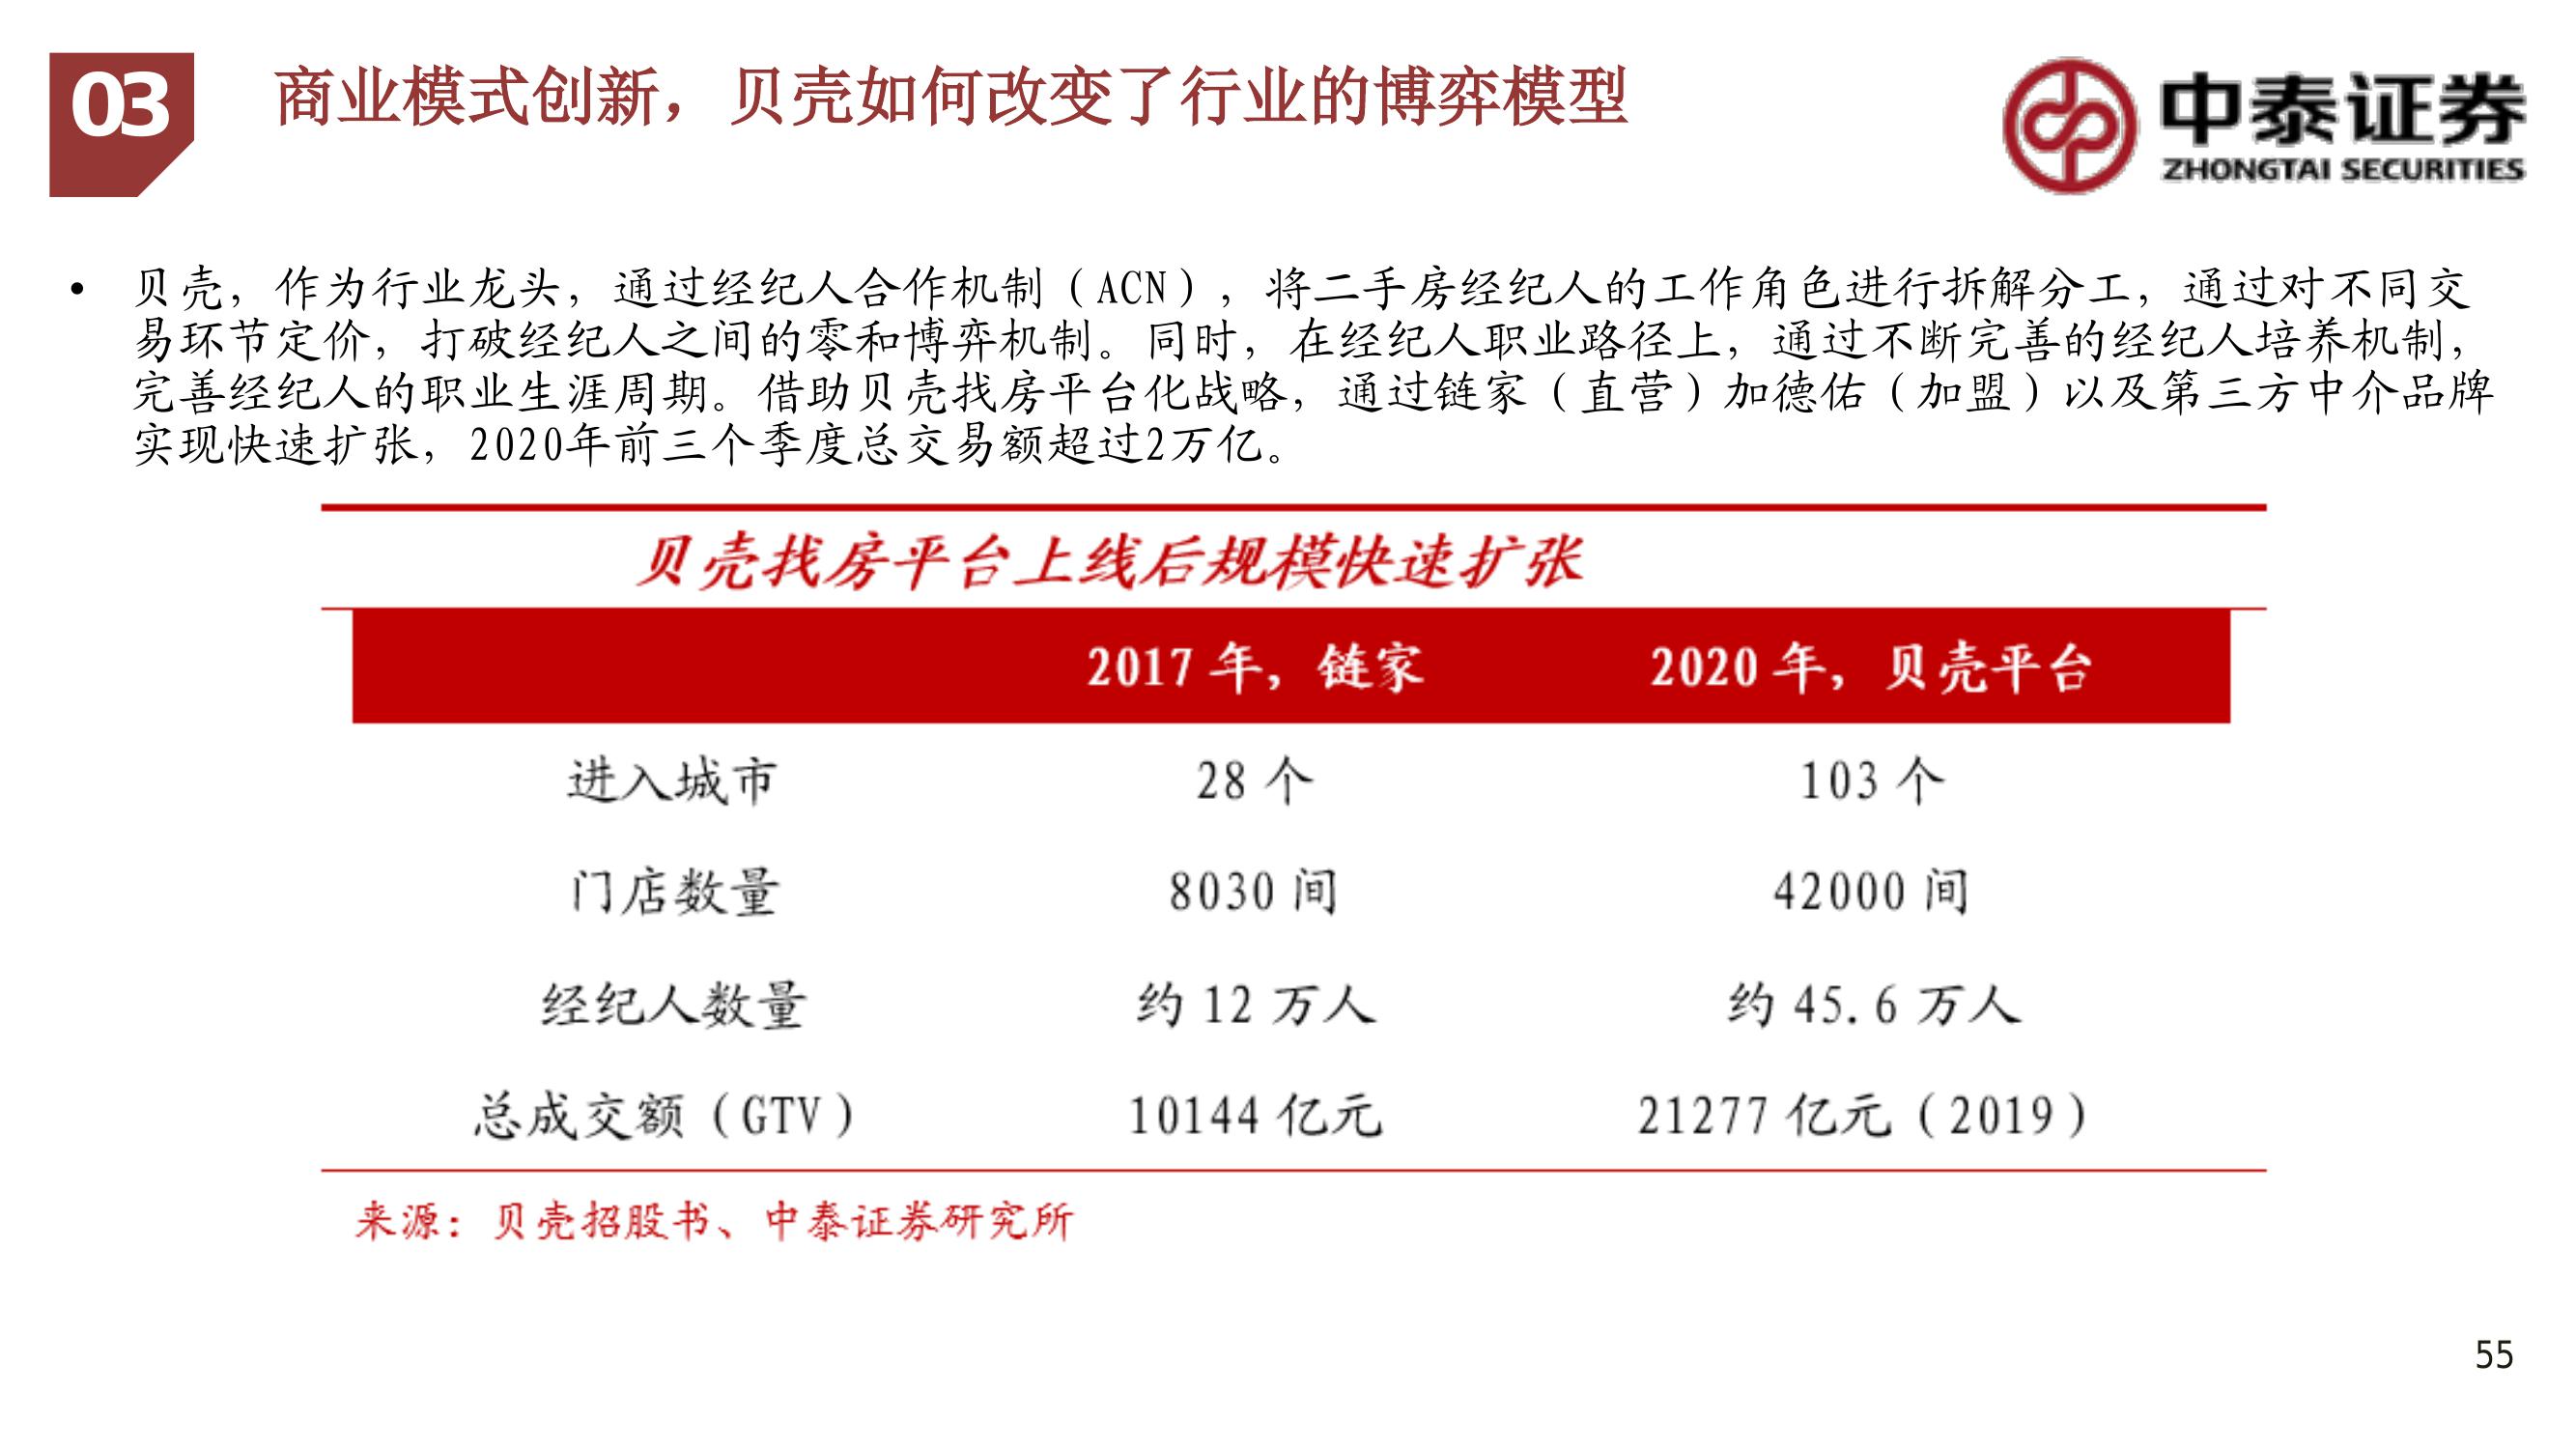 03
商业模式创新，贝壳如何改变了行业的博弈模型
中泰证券
ZHONGTAI SECURITIES
• 贝壳，作为行业龙头，通过经纪人合作机制（ACN），将二手房经纪人的工作角色进行拆解分工，通过对不同交
易环节定价，打破经纪人之间的零和博弈机制。同时，在经纪人职业路径上，通过不断完善的经纪人培养机制，
完善经纪人的职业生涯周期。借助贝壳找房平台化战略，通过链家（直营）加德佑（加盟）以及第三方中介品牌
实现快速扩张，2020年前三个季度总交易额超过2万亿。
贝壳找房平台上线后规模快速扩张
2017 年，链家 2020 年，贝壳平台
进入城市 28 个 103 个
门店数量 8030 间 42000 间
经纪人数量 约 12 万人 约 45.6 万人
总成交额（GTV） 10144 亿元 21277 亿元（2019）
来源：贝壳招股书、中泰证券研究所
55